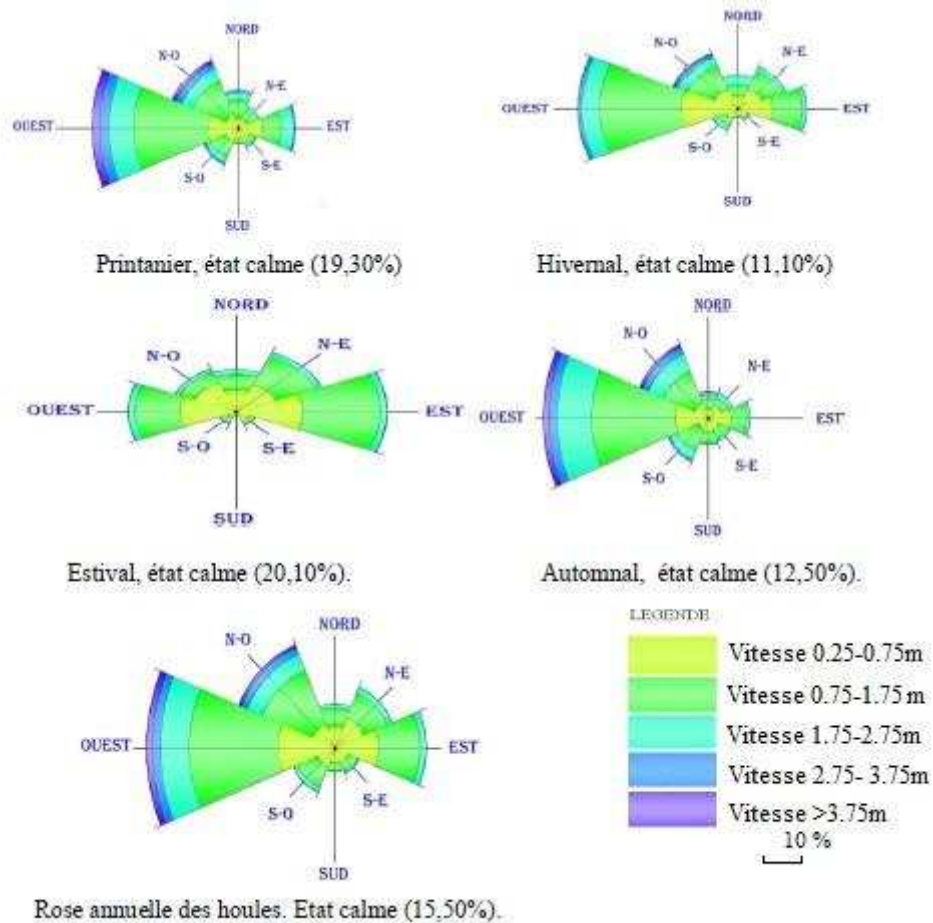 NORD
N-O
N-E
OUEST
EST
S-O
S-E
SUD
Printanier, état calme (19,30%)
NORD
N-O
N-E
OUEST
EST
S-O
S-E
SUD
Hivernal, état calme (11,10%)
NORD
N-O
N-E
OUEST
EST
S-O
S-E
SUD
Estival, état calme (20,10%).
NORD
N-O
N-E
OUEST
EST
S-O
S-E
SUD
Automnal, état calme (12,50%).
NORD
N-O
N-E
OUEST
EST
S-O
S-E
SUD
LEGENDE
Vitesse 0.25-0.75m
Vitesse 0.75-1.75 m
Vitesse 1.75-2.75m
Vitesse 2.75- 3.75m
Vitesse >3.75m
10 %
Rose annuelle des houles. Etat calme (15,50%).